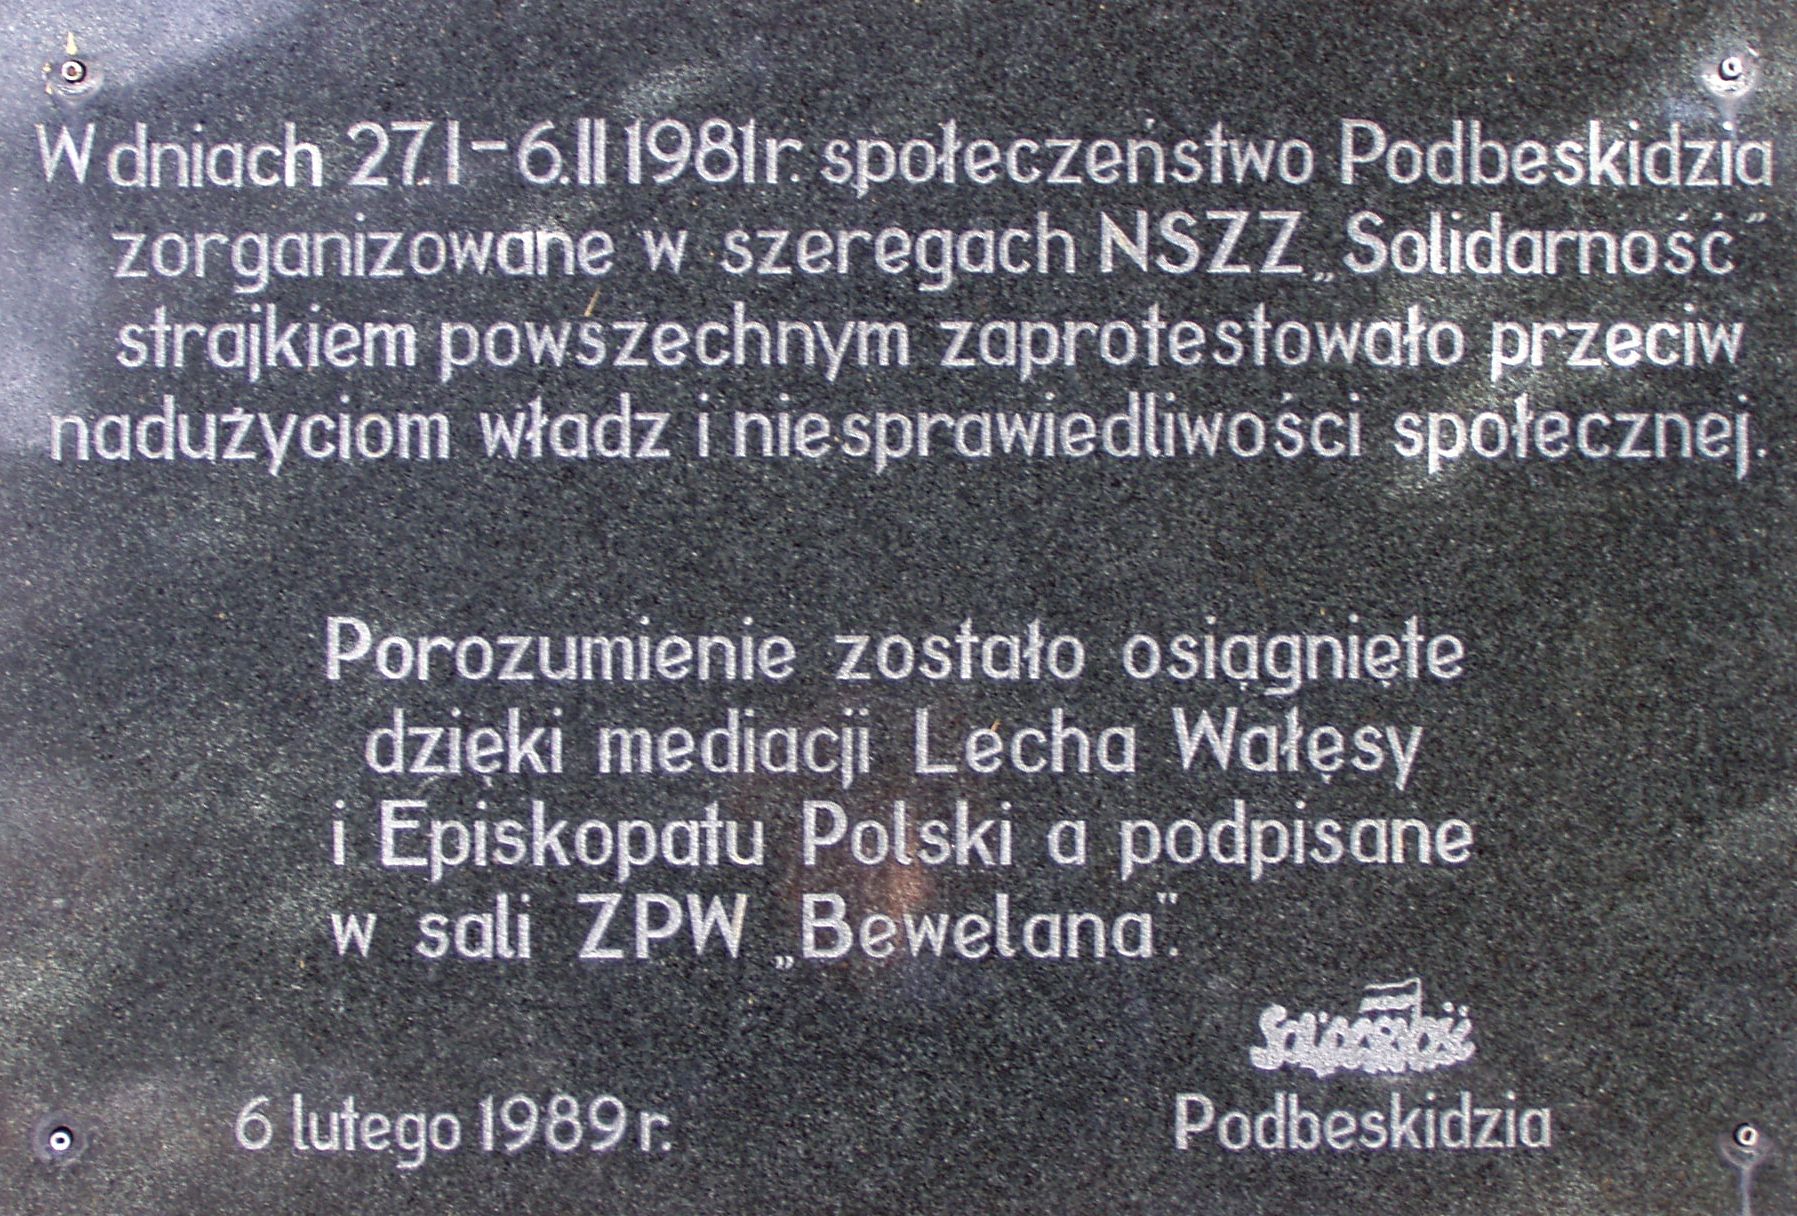 W dniach 27.I-6.II 1981r. społeczeństwo Podbeskidzia
zorganizowane w szeregach NSZZ „Solidarność"
strajkiem powszechnym zaprotestowało przeciw
nadużyciom władz i niesprawiedliwości społecznej.
Porozumienie zostało osiągnięte
dzięki mediacji Lecha Wałęsy
i Episkopatu Polski a podpisane
w sali ZPW „Bewelana".
Solidarność
Podbeskidzia
6 lutego 1989 r.